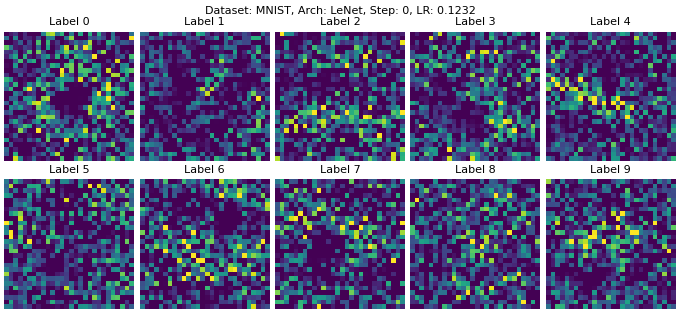 Dataset: MNIST, Arch: LeNet, Step: 0, LR: 0.1232
Label 0
Label 1
Label 2
Label 3
Label 4
Label 5
Label 6
Label 7
Label 8
Label 9